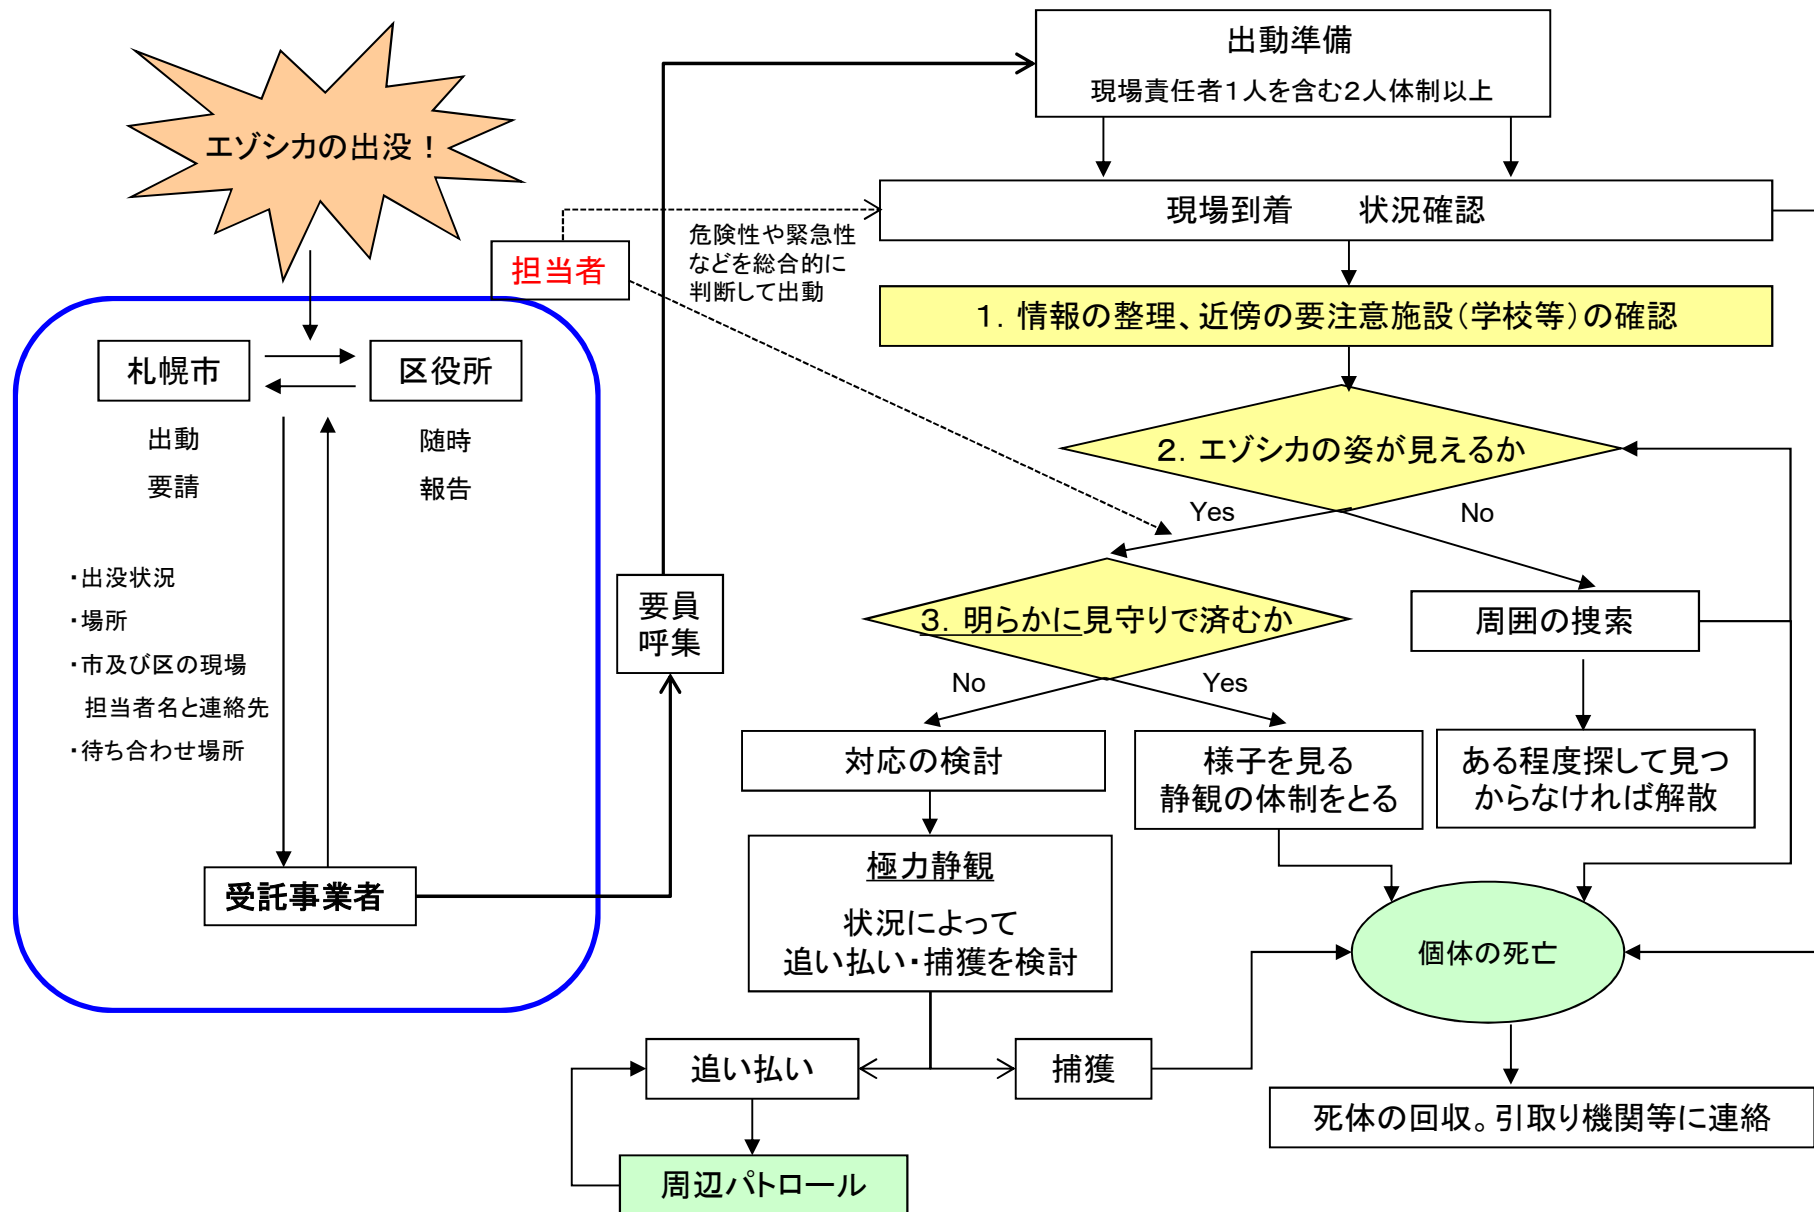 エゾシカの出没！
出動準備
現場責任者1人を含む2人体制以上
現場到着　　状況確認
担当者
危険性や緊急性
などを総合的に
判断して出動
１．情報の整理、近傍の要注意施設（学校等）の確認
札幌市
区役所
出動
要請
随時
報告
・出没状況
・場所
・市及び区の現場
担当者名と連絡先
・待ち合わせ場所
受託事業者
要員
呼集
２．エゾシカの姿が見えるか
Yes
No
３．明らかに見守りで済むか
周囲の捜索
No
Yes
対応の検討
様子を見る
静観の体制をとる
ある程度探して見つ
からなければ解散
極力静観
状況によって
追い払い・捕獲を検討
個体の死亡
追い払い
捕獲
死体の回収。引取り機関等に連絡
周辺パトロール